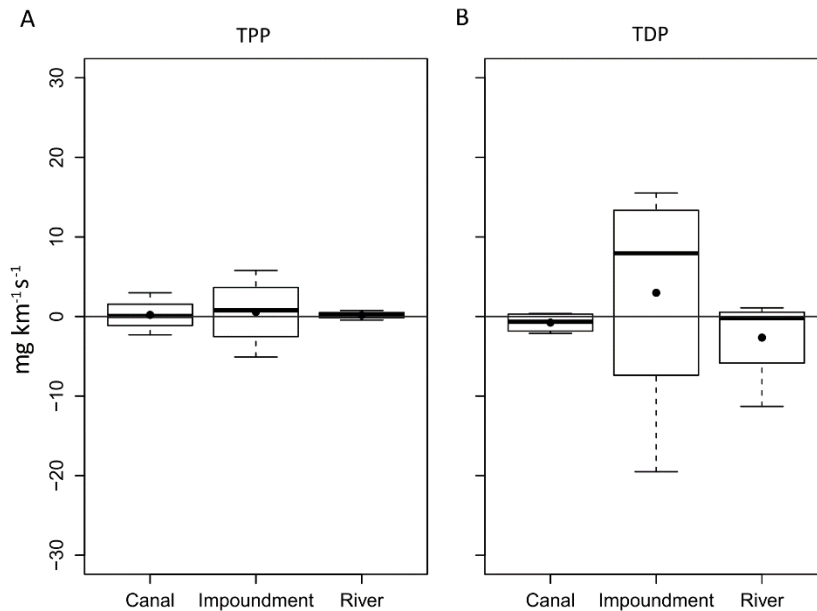 A
B
TPP
TDP
mg km⁻¹s⁻¹
30
20
10
0
−10
−20
−30
Canal Impoundment River
Canal Impoundment River